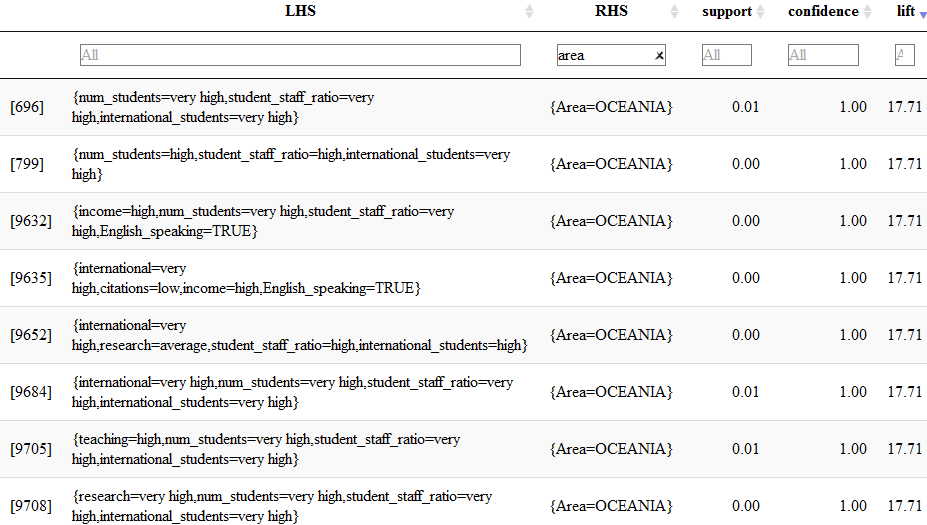 LHS RHS support confidence lift
All area × All All A
[696] {num_students=very high,student_staff_ratio=very high,international_students=very high} {Area=OCEANIA} 0.01 1.00 17.71
[799] {num_students=high,student_staff_ratio=high,international_students=very high} {Area=OCEANIA} 0.00 1.00 17.71
[9632] {income=high,num_students=very high,student_staff_ratio=very high,English_speaking=TRUE} {Area=OCEANIA} 0.00 1.00 17.71
[9635] {international=very high,citations=low,income=high,English_speaking=TRUE} {Area=OCEANIA} 0.00 1.00 17.71
[9652] {international=very high,research=average,student_staff_ratio=high,international_students=high} {Area=OCEANIA} 0.00 1.00 17.71
[9684] {international=very high,num_students=very high,student_staff_ratio=very high,international_students=very high} {Area=OCEANIA} 0.01 1.00 17.71
[9705] {teaching=high,num_students=very high,student_staff_ratio=very high,international_students=very high} {Area=OCEANIA} 0.01 1.00 17.71
[9708] {research=very high,num_students=very high,student_staff_ratio=very high,international_students=very high} {Area=OCEANIA} 0.00 1.00 17.71